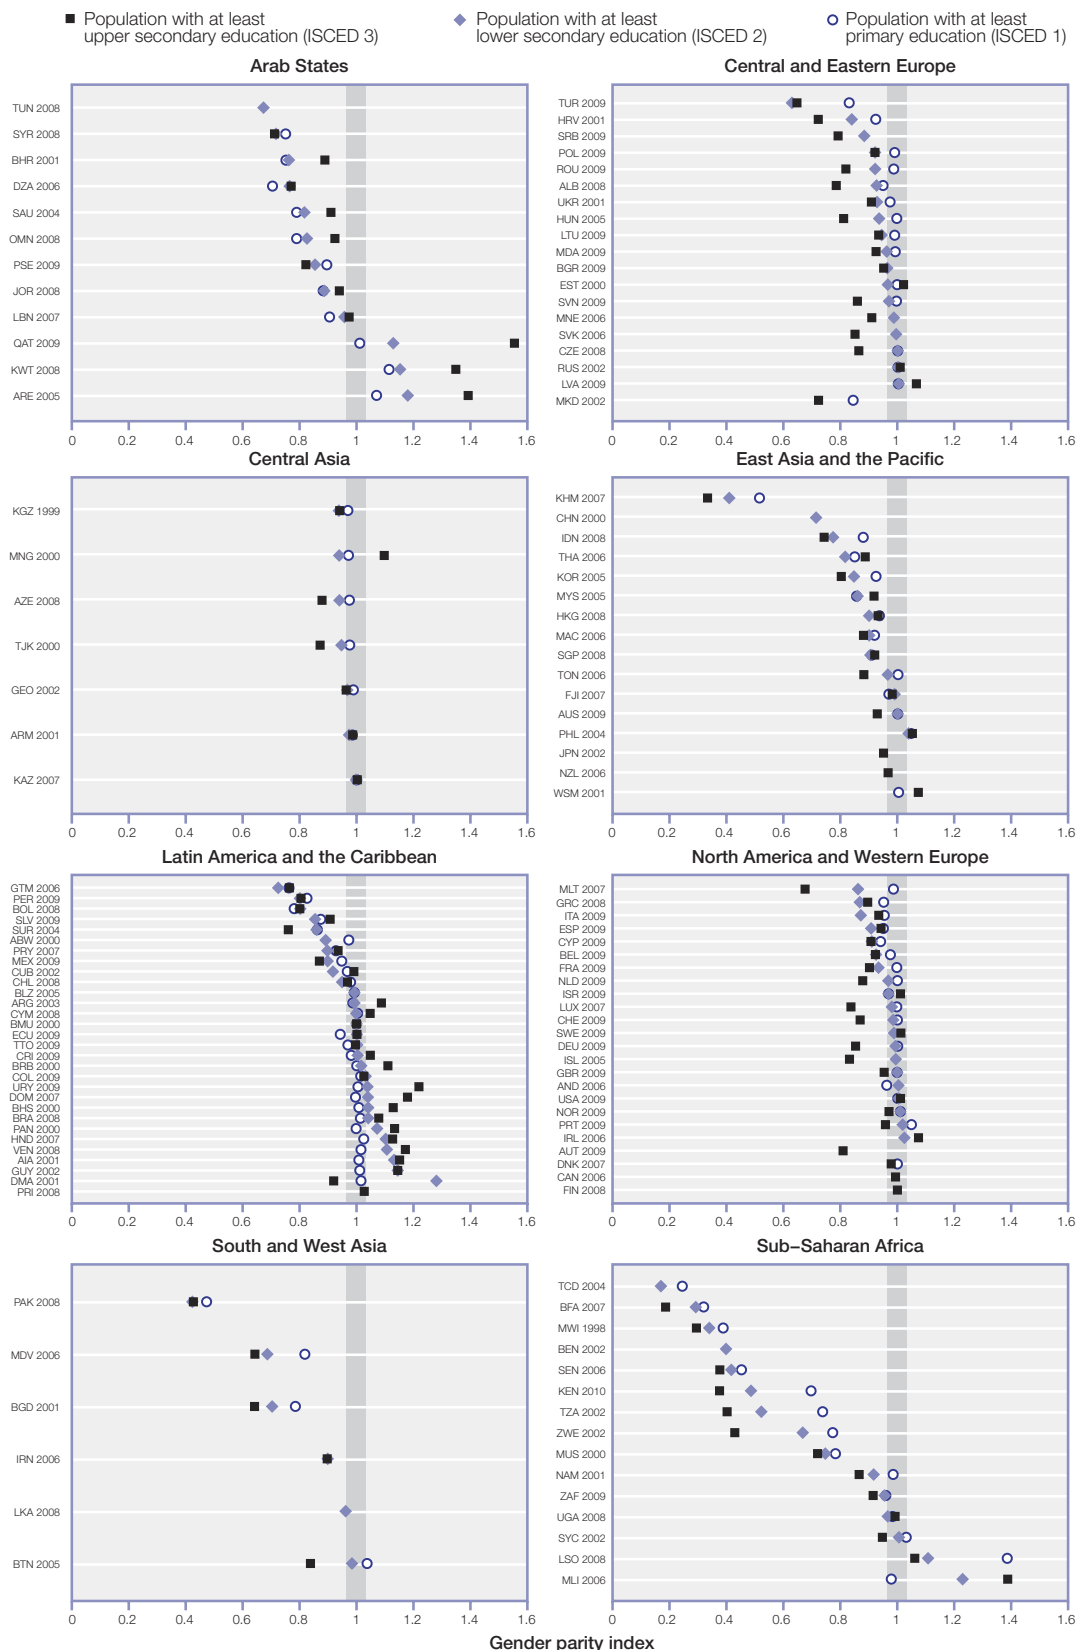 Population with at least
upper secondary education (ISCED 3)
Population with at least
lower secondary education (ISCED 2)
Population with at least
primary education (ISCED 1)
Arab States
TUN 2008
SYR 2008
BHR 2001
DZA 2006
SAU 2004
OMN 2008
PSE 2009
JOR 2008
LBN 2007
QAT 2009
KWT 2008
ARE 2005
0 0.2 0.4 0.6 0.8 1 1.2 1.4 1.6
Central and Eastern Europe
TUR 2009
HRV 2001
SRB 2009
POL 2009
ROU 2009
ALB 2008
UKR 2001
HUN 2005
LTU 2009
MDA 2009
BGR 2009
EST 2000
SVN 2009
MNE 2006
SVK 2006
CZE 2008
RUS 2002
LVA 2009
MKD 2002
0 0.2 0.4 0.6 0.8 1 1.2 1.4 1.6
Central Asia
KGZ 1999
MNG 2000
AZE 2008
TJK 2000
GEO 2002
ARM 2001
KAZ 2007
0 0.2 0.4 0.6 0.8 1 1.2 1.4 1.6
East Asia and the Pacific
KHM 2007
CHN 2000
IDN 2008
THA 2006
KOR 2005
MYS 2005
HKG 2008
MAC 2006
SGP 2008
TON 2006
FJI 2007
AUS 2009
PHL 2004
JPN 2002
NZL 2006
WSM 2001
0 0.2 0.4 0.6 0.8 1 1.2 1.4 1.6
Latin America and the Caribbean
GTM 2006
PER 2009
BOL 2008
SLV 2009
SUR 2004
ABW 2000
PRY 2007
MEX 2009
CUB 2002
CHL 2008
BLZ 2005
ARG 2003
CYM 2008
BMU 2000
ECU 2009
TTO 2009
CRI 2009
BRB 2000
COL 2009
URY 2009
DOM 2007
BHS 2000
BRA 2008
PAN 2000
HND 2007
VEN 2008
AIA 2001
GUY 2002
DMA 2001
PRI 2008
0 0.2 0.4 0.6 0.8 1 1.2 1.4 1.6
North America and Western Europe
MLT 2007
GRC 2008
ITA 2009
ESP 2009
CYP 2009
BEL 2009
FRA 2009
NLD 2009
ISR 2009
LUX 2007
CHE 2009
SWE 2009
DEU 2009
ISL 2005
GBR 2009
AND 2006
USA 2009
NOR 2009
PRT 2009
IRL 2006
AUT 2009
DNK 2007
CAN 2006
FIN 2008
0 0.2 0.4 0.6 0.8 1 1.2 1.4 1.6
South and West Asia
PAK 2008
MDV 2006
BGD 2001
IRN 2006
LKA 2008
BTN 2005
0 0.2 0.4 0.6 0.8 1 1.2 1.4 1.6
Sub–Saharan Africa
TCD 2004
BFA 2007
MWI 1998
BEN 2002
SEN 2006
KEN 2010
TZA 2002
ZWE 2002
MUS 2000
NAM 2001
ZAF 2009
UGA 2008
SYC 2002
LSO 2008
MLI 2006
0 0.2 0.4 0.6 0.8 1 1.2 1.4 1.6
Gender parity index